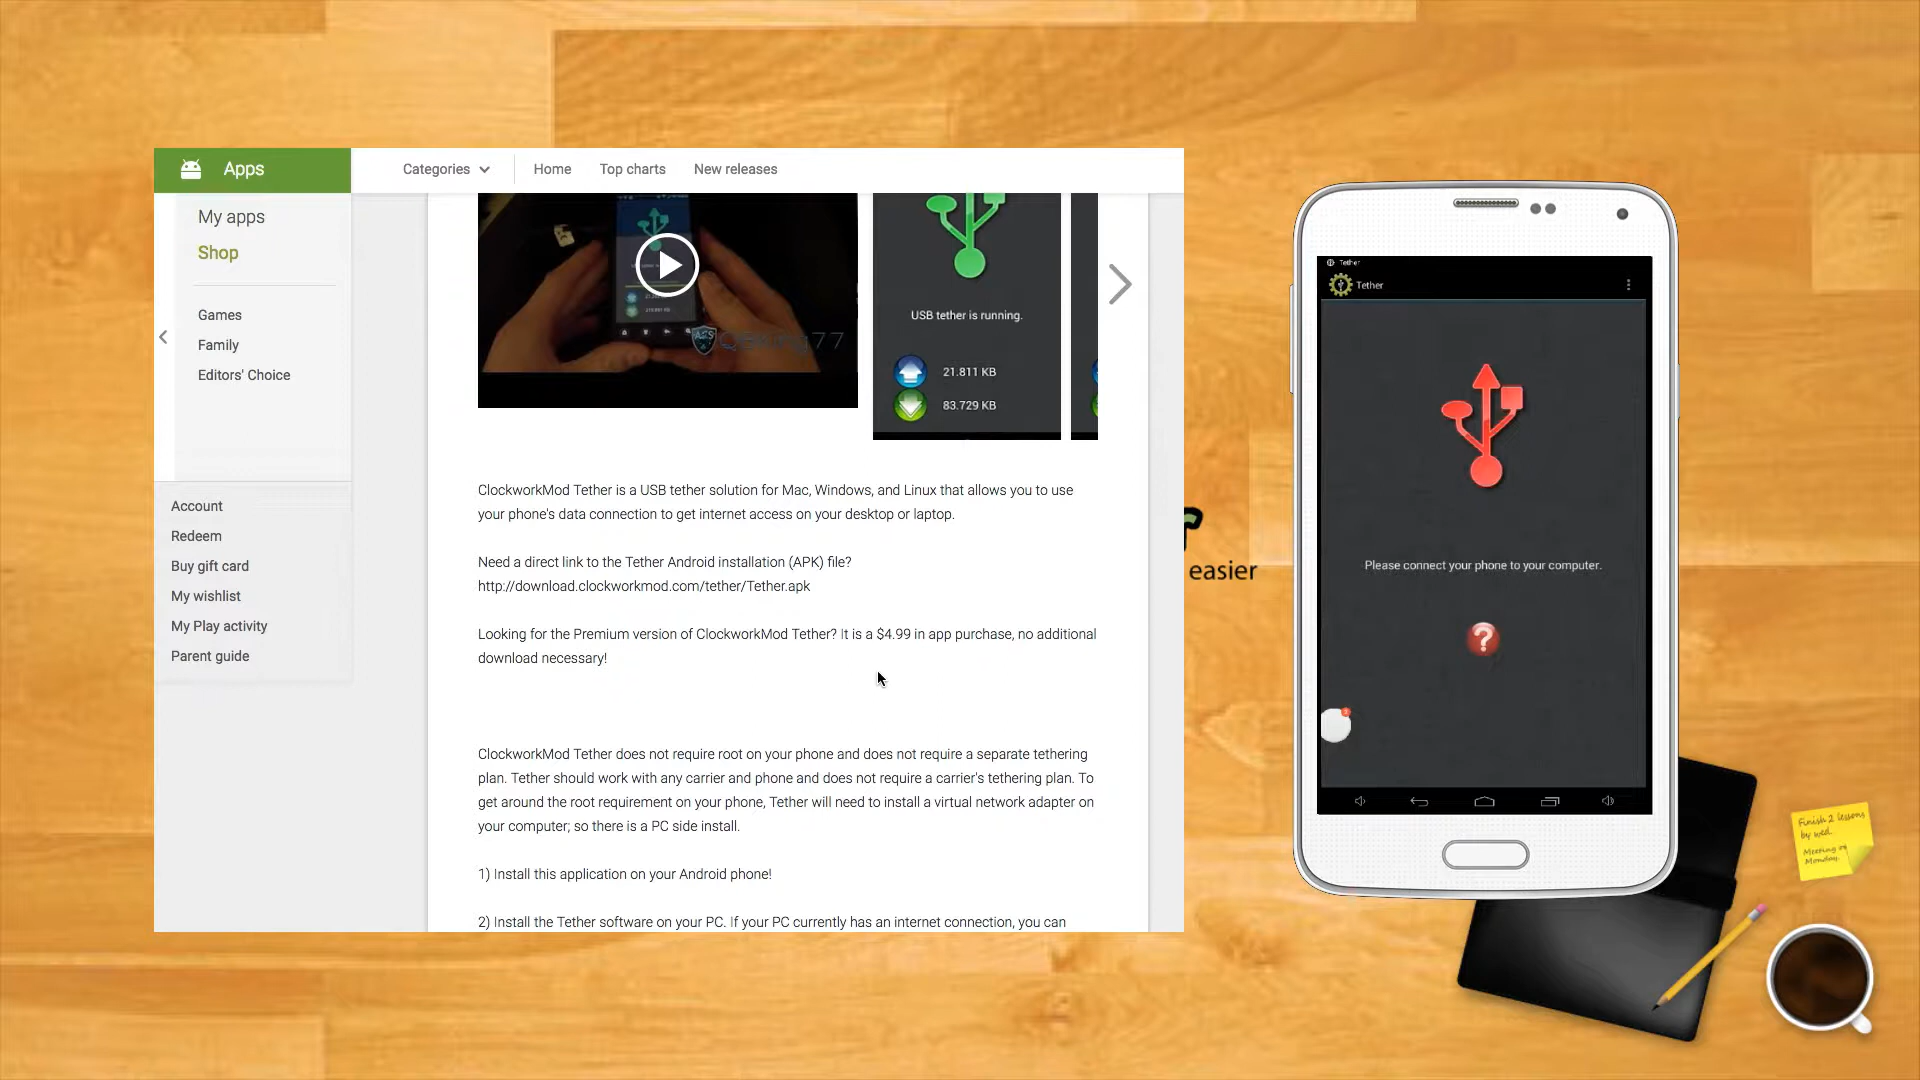 Apps
Categories
Home
Top charts
New releases
My apps
Shop
Games
Family
Editors' Choice
Account
Redeem
Buy gift card
My wishlist
My Play activity
Parent guide
QBKing77
USB tether is running.
21.811 KB
83.729 KB
ClockworkMod Tether is a USB tether solution for Mac, Windows, and Linux that allows you to use
your phone's data connection to get internet access on your desktop or laptop.
Need a direct link to the Tether Android installation (APK) file?
http://download.clockworkmod.com/tether/Tether.apk
Looking for the Premium version of ClockworkMod Tether? It is a $4.99 in app purchase, no additional
download necessary!
ClockworkMod Tether does not require root on your phone and does not require a separate tethering
plan. Tether should work with any carrier and phone and does not require a carrier's tethering plan. To
get around the root requirement on your phone, Tether will need to install a virtual network adapter on
your computer; so there is a PC side install.
1) Install this application on your Android phone!
2) Install the Tether software on your PC. If your PC currently has an internet connection, you can
easier
Tether
Tether
Please connect your phone to your computer.
?
Finish 2 lessons
by wed.
Meeting on
Monday.